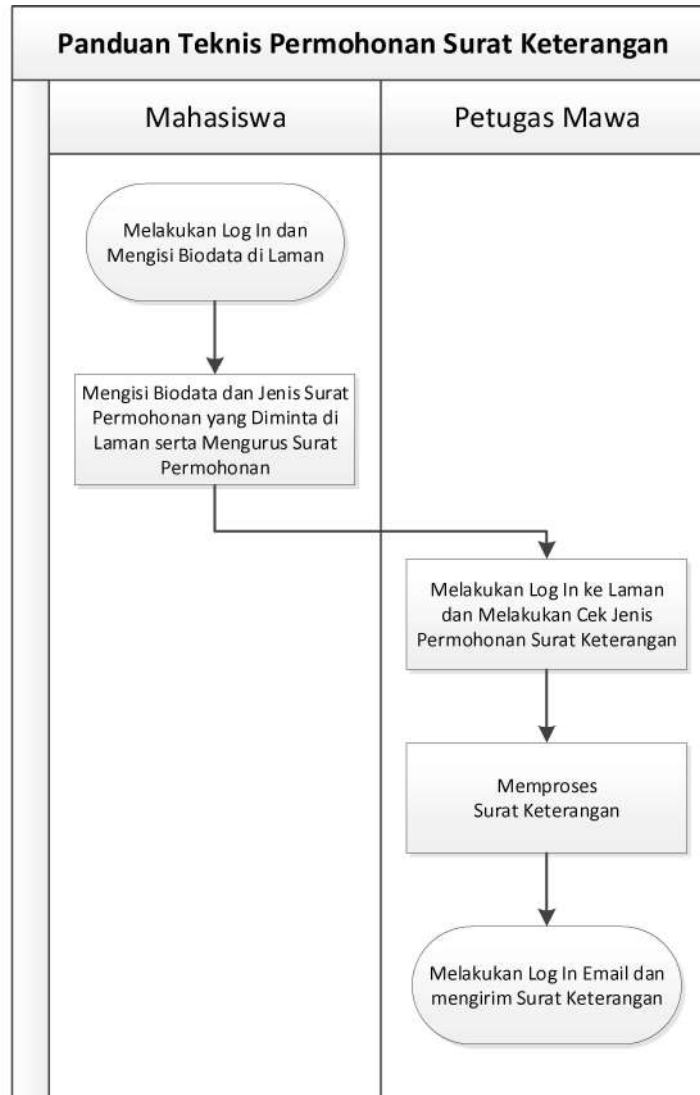 Panduan Teknis Permohonan Surat Keterangan
Mahasiswa
Petugas Mawa
Melakukan Log In dan
Mengisi Biodata di Laman
Mengisi Biodata dan Jenis Surat
Permohonan yang Diminta di
Laman serta Mengurus Surat
Permohonan
Melakukan Log In ke Laman
dan Melakukan Cek Jenis
Permohonan Surat Keterangan
Memproses
Surat Keterangan
Melakukan Log In Email dan
mengirim Surat Keterangan